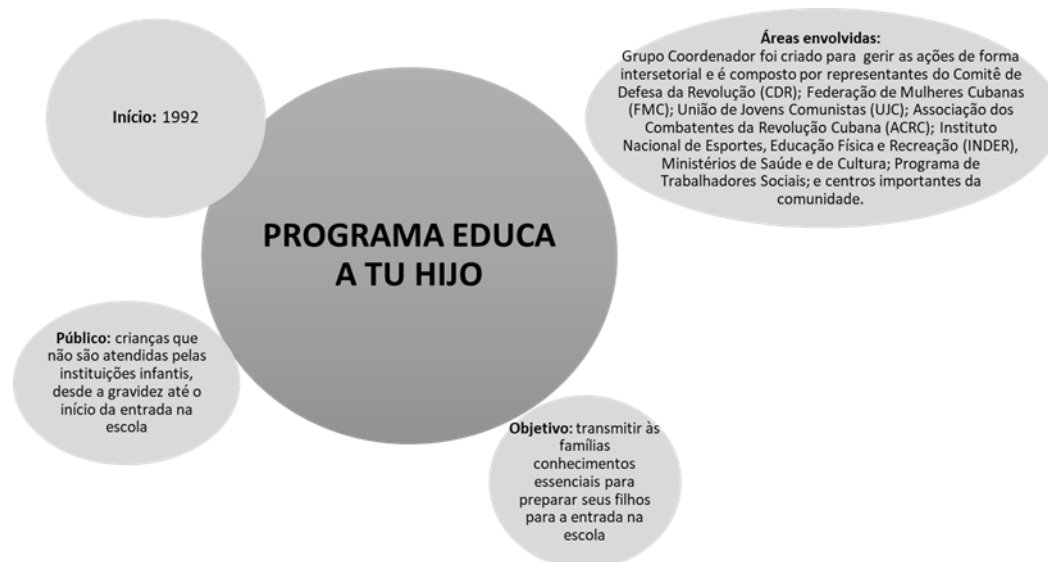 Início: 1992
Áreas envolvidas:
Grupo Coordenador foi criado para gerir as ações de forma
intersetorial e é composto por representantes do Comitê de
Defesa da Revolução (CDR); Federação de Mulheres Cubanas
(FMC); União de Jovens Comunistas (UJC); Associação dos
Combatentes da Revolução Cubana (ACRC); Instituto
Nacional de Esportes, Educação Física e Recreação (INDER),
Ministérios de Saúde e de Cultura; Programa de
Trabalhadores Sociais; e centros importantes da
comunidade.
PROGRAMA EDUCA
A TU HIJO
Público: crianças que
não são atendidas pelas
instituições infantis,
desde a gravidez até o
início da entrada na
escola
Objetivo: transmitir às
famílias
conhecimentos
essenciais para
preparar seus filhos
para a entrada na
escola